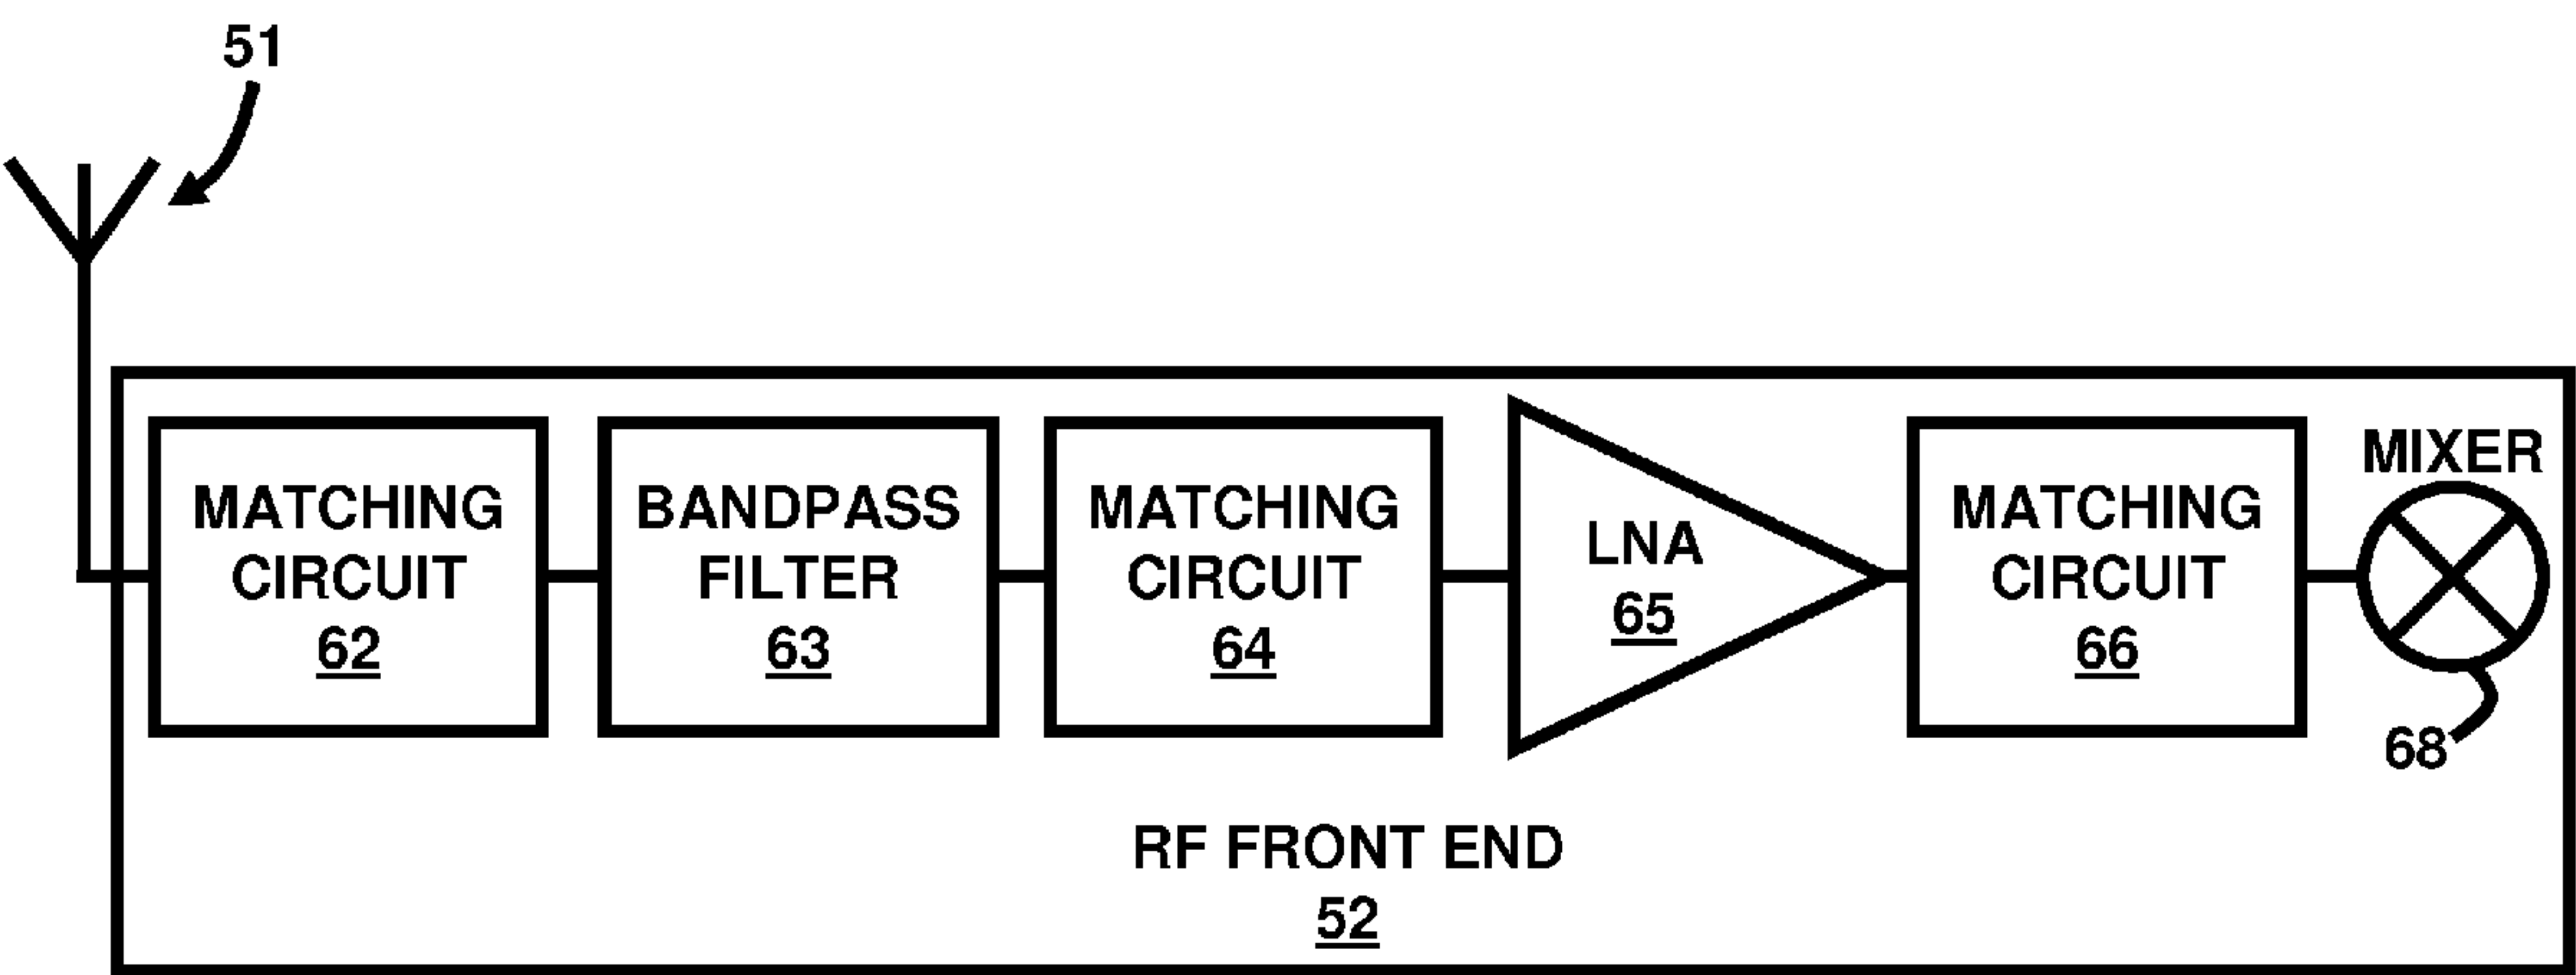 51
MATCHING
CIRCUIT
62
BANDPASS
FILTER
63
MATCHING
CIRCUIT
64
LNA
65
MATCHING
CIRCUIT
66
MIXER
68
RF FRONT END
52